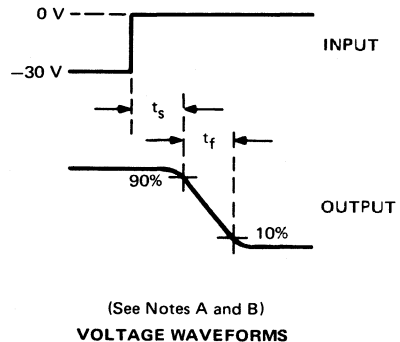 0 V
INPUT
−30 V
ts
tf
90%
OUTPUT
10%
(See Notes A and B)
VOLTAGE WAVEFORMS